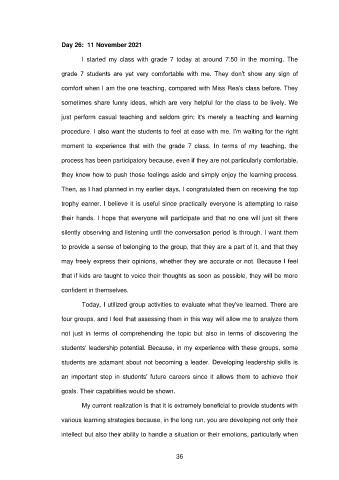 Day 26: 11 November 2021
I started my class with grade 7 today at around 7:50 in the morning. The
grade 7 students are yet very comfortable with me. They don't show any sign of
comfort when I am the one teaching, compared with Miss Rea's class before. They
sometimes share funny ideas, which are very helpful for the class to be lively. We
just perform casual teaching and seldom grin; it's merely a teaching and learning
procedure. I also want the students to feel at ease with me. I'm waiting for the right
moment to experience that with the grade 7 class. In terms of my teaching, the
process has been participatory because, even if they are not particularly comfortable,
they know how to push those feelings aside and simply enjoy the learning process.
Then, as I had planned in my earlier days, I congratulated them on receiving the top
trophy earner. I believe it is useful since practically everyone is attempting to raise
their hands. I hope that everyone will participate and that no one will just sit there
silently observing and listening until the conversation period is through. I want them
to provide a sense of belonging to the group, that they are a part of it, and that they
may freely express their opinions, whether they are accurate or not. Because I feel
that if kids are taught to voice their thoughts as soon as possible, they will be more
confident in themselves.
Today, I utilized group activities to evaluate what they've learned. There are
four groups, and I feel that assessing them in this way will allow me to analyze them
not just in terms of comprehending the topic but also in terms of discovering the
students' leadership potential. Because, in my experience with these groups, some
students are adamant about not becoming a leader. Developing leadership skills is
an important step in students' future careers since it allows them to achieve their
goals. Their capabilities would be shown.
My current realization is that it is extremely beneficial to provide students with
various learning strategies because, in the long run, you are developing not only their
intellect but also their ability to handle a situation or their emotions, particularly when
36